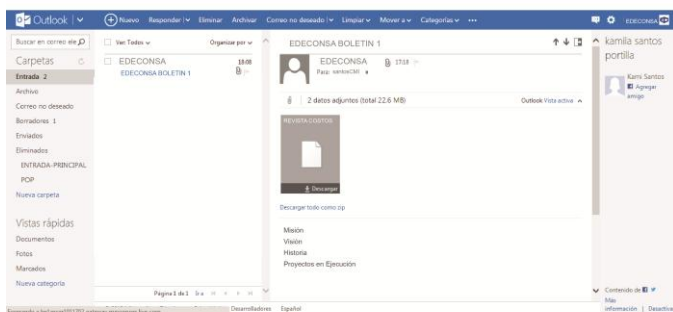 Outlook
Nuevo Responder Eliminar Archivar Correo no deseado Limpiar Mover a Categorías
EDECONSA
Buscar en correo ele
Carpetas
Entrada 2
Archivo
Correo no deseado
Borradores 1
Enviados
Eliminados
ENTRADA-PRINCIPAL
POP
Nueva carpeta
Vistas rápidas
Documentos
Fotos
Marcados
Nueva categoría
Ver: Todos
Organizar por
EDECONSA
EDECONSA BOLETIN 1
Página 1 de 1 Ir a
EDECONSA BOLETIN 1
EDECONSA 17:18
Para:
2 datos adjuntos (total 22.6 MB)
Outlook Vista activa
REVISTA COSTOS
Descargar
Descargar todo como zip
Misión
Visión
Historia
Proyectos en Ejecución
kamila santos
portilla
Kami Santos
Agregar
amigo
Contenido de
Más
información | Desactivar
Desarrolladores Español